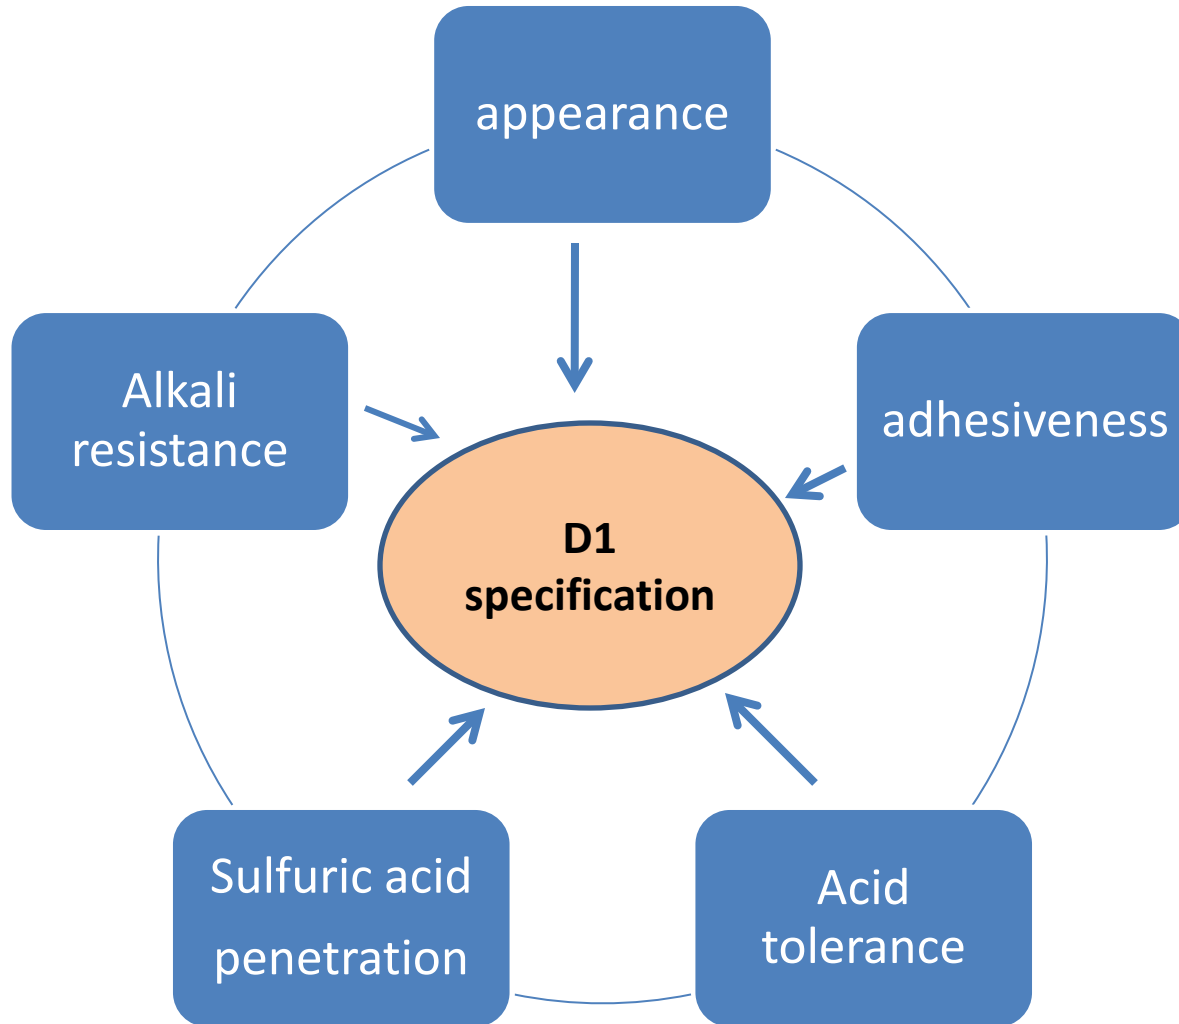 appearance
Alkali
resistance
adhesiveness
D1
specification
Sulfuric acid
penetration
Acid
tolerance